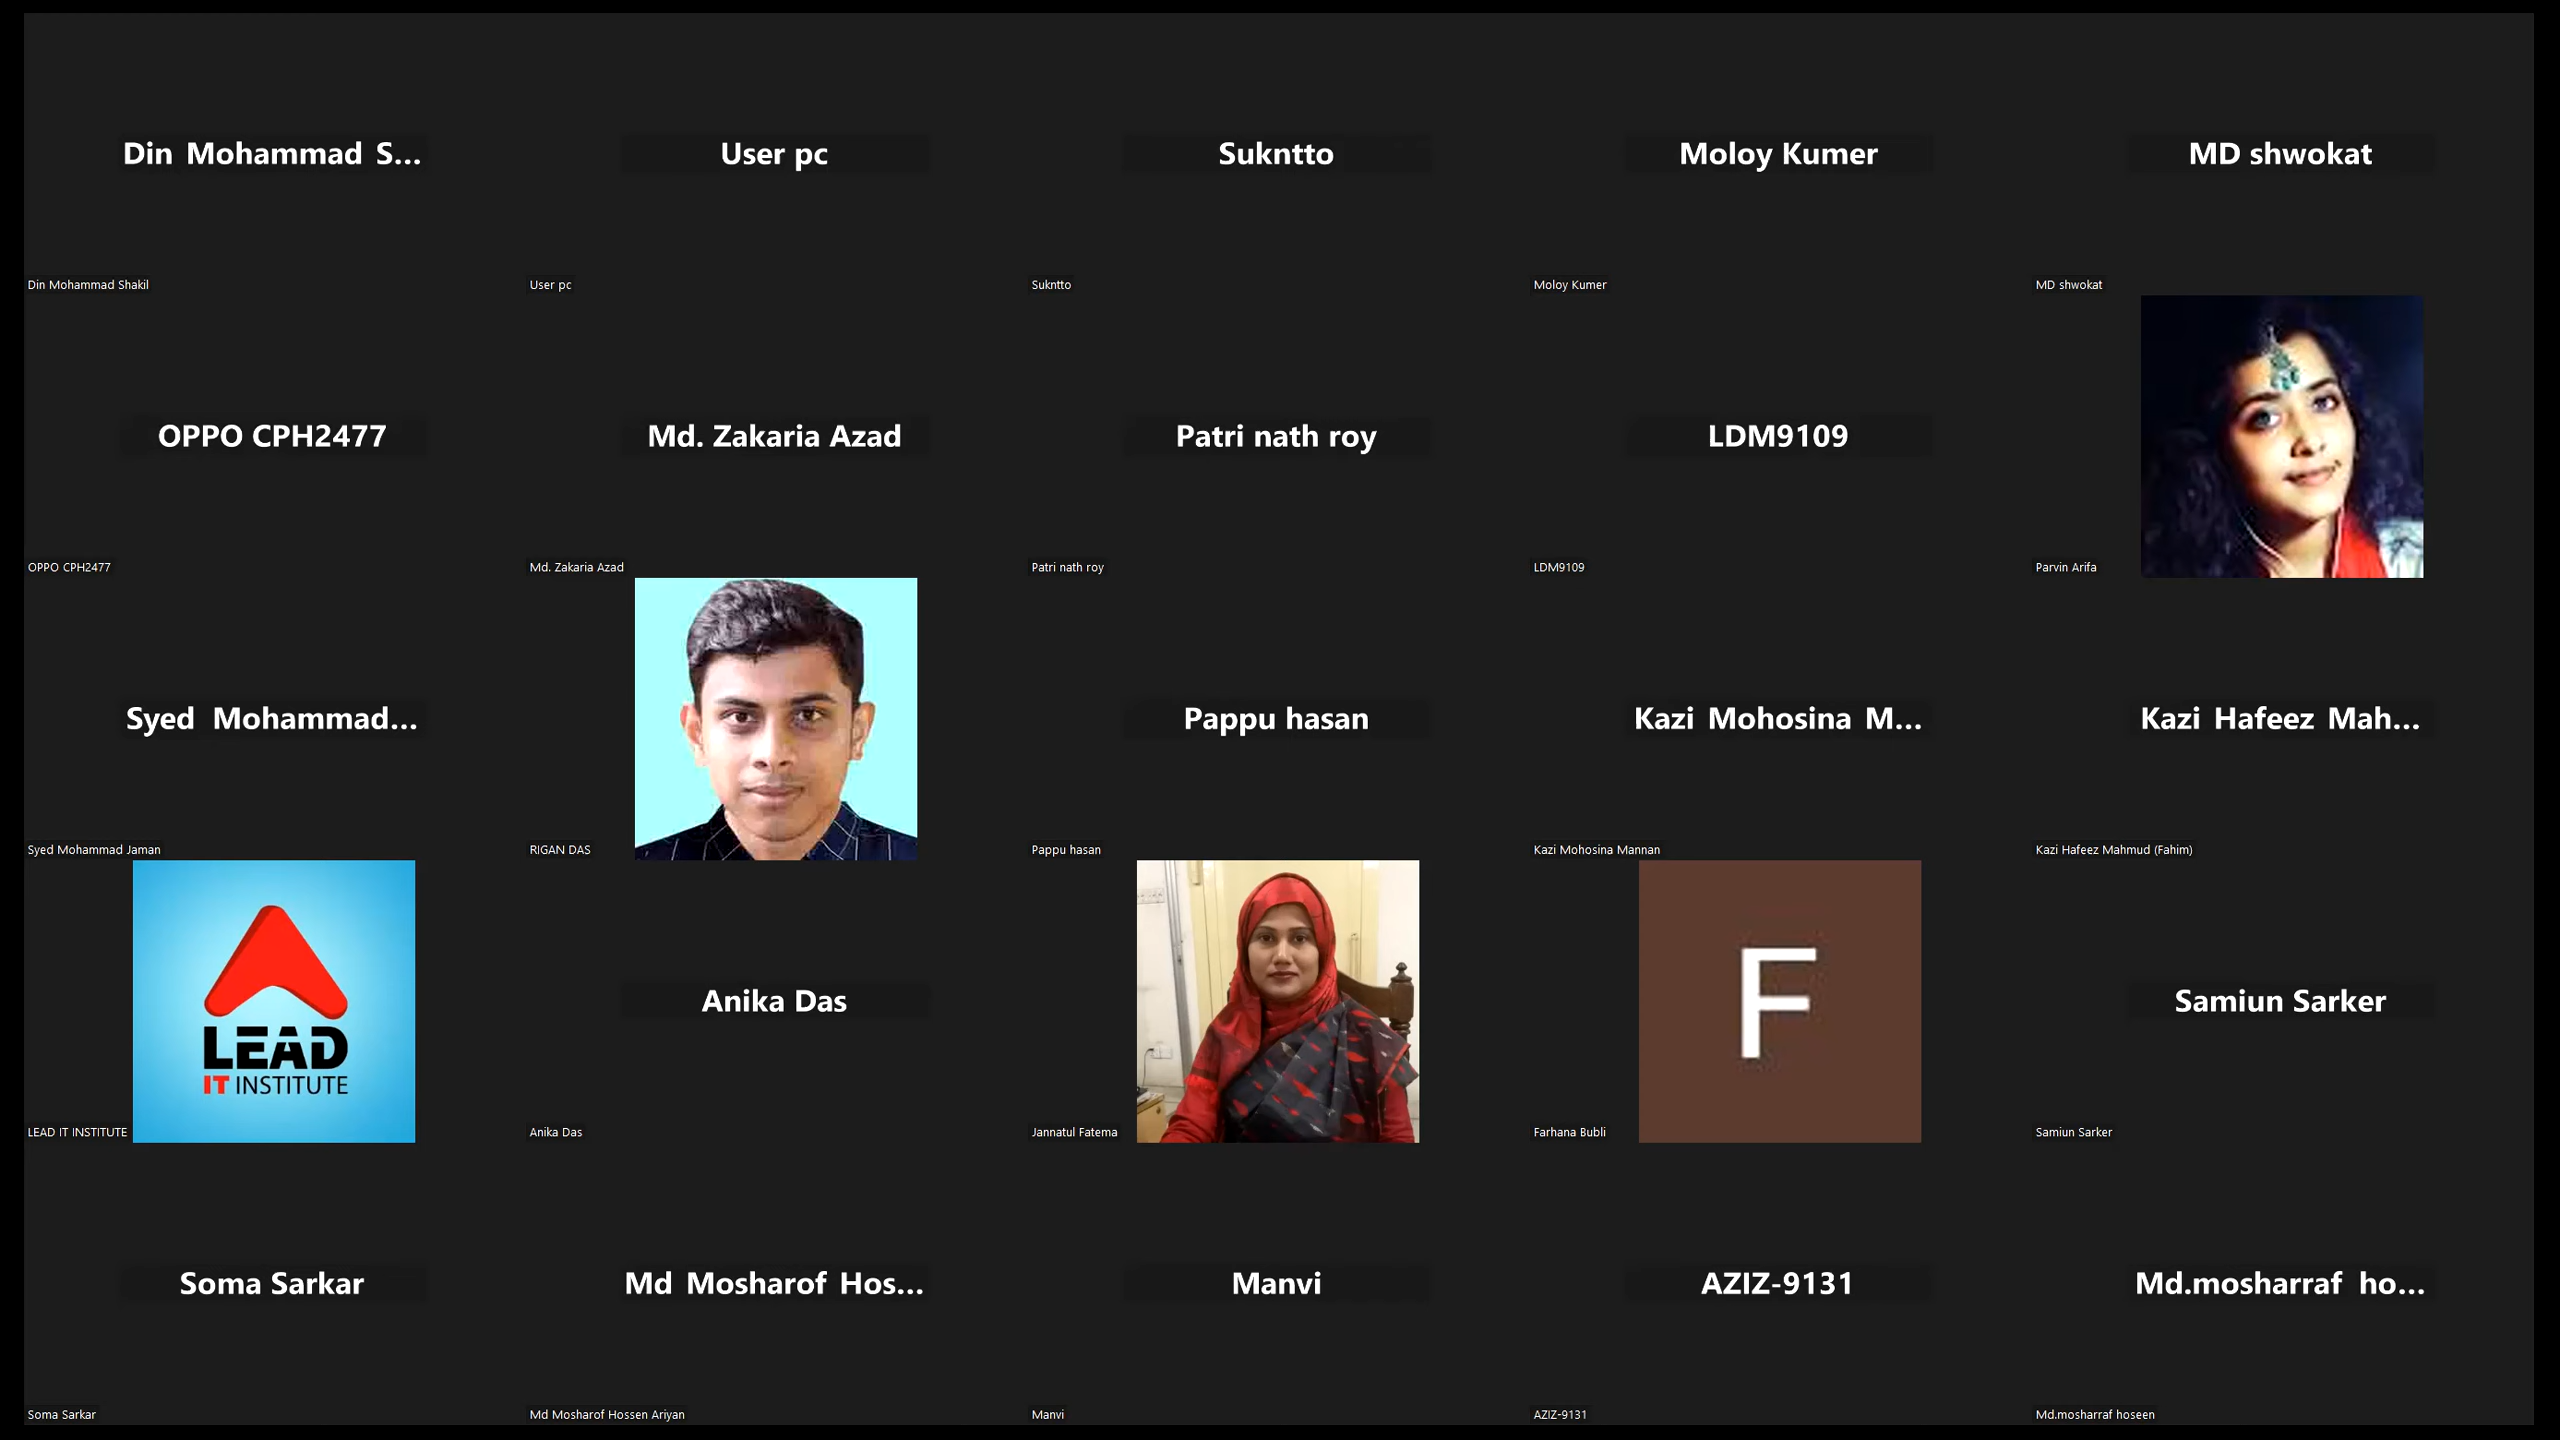 Din Mohammad S...
User pc
Sukntto
Moloy Kumer
MD shwokat
Din Mohammad Shakil
User pc
Sukntto
Moloy Kumer
MD shwokat
OPPO CPH2477
Md. Zakaria Azad
Patri nath roy
LDM9109
OPPO CPH2477
Md. Zakaria Azad
Patri nath roy
LDM9109
Parvin Arifa
Syed Mohammad...
Pappu hasan
Kazi Mohosina M...
Kazi Hafeez Mah...
Syed Mohammad Jaman
RIGAN DAS
Pappu hasan
Kazi Mohosina Mannan
Kazi Hafeez Mahmud (Fahim)
LEAD
IT INSTITUTE
Anika Das
F
Samiun Sarker
LEAD IT INSTITUTE
Anika Das
Jannatul Fatema
Farhana Bubli
Samiun Sarker
Soma Sarkar
Md Mosharof Hos...
Manvi
AZIZ-9131
Md.mosharraf ho...
Soma Sarkar
Md Mosharof Hossen Ariyan
Manvi
AZIZ-9131
Md.mosharraf hoseen